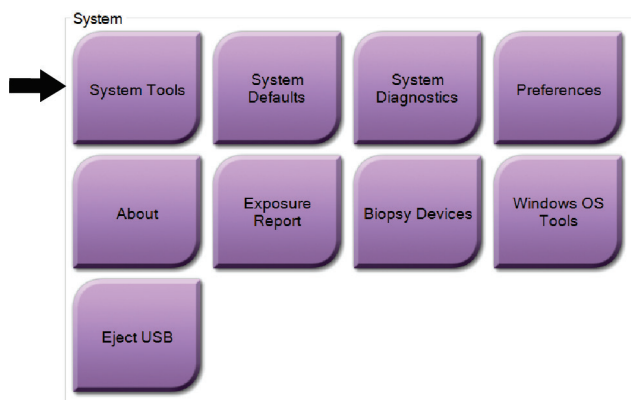 System
System Tools
System
Defaults
System
Diagnostics
Preferences
About
Exposure
Report
Biopsy Devices
Windows OS
Tools
Eject USB